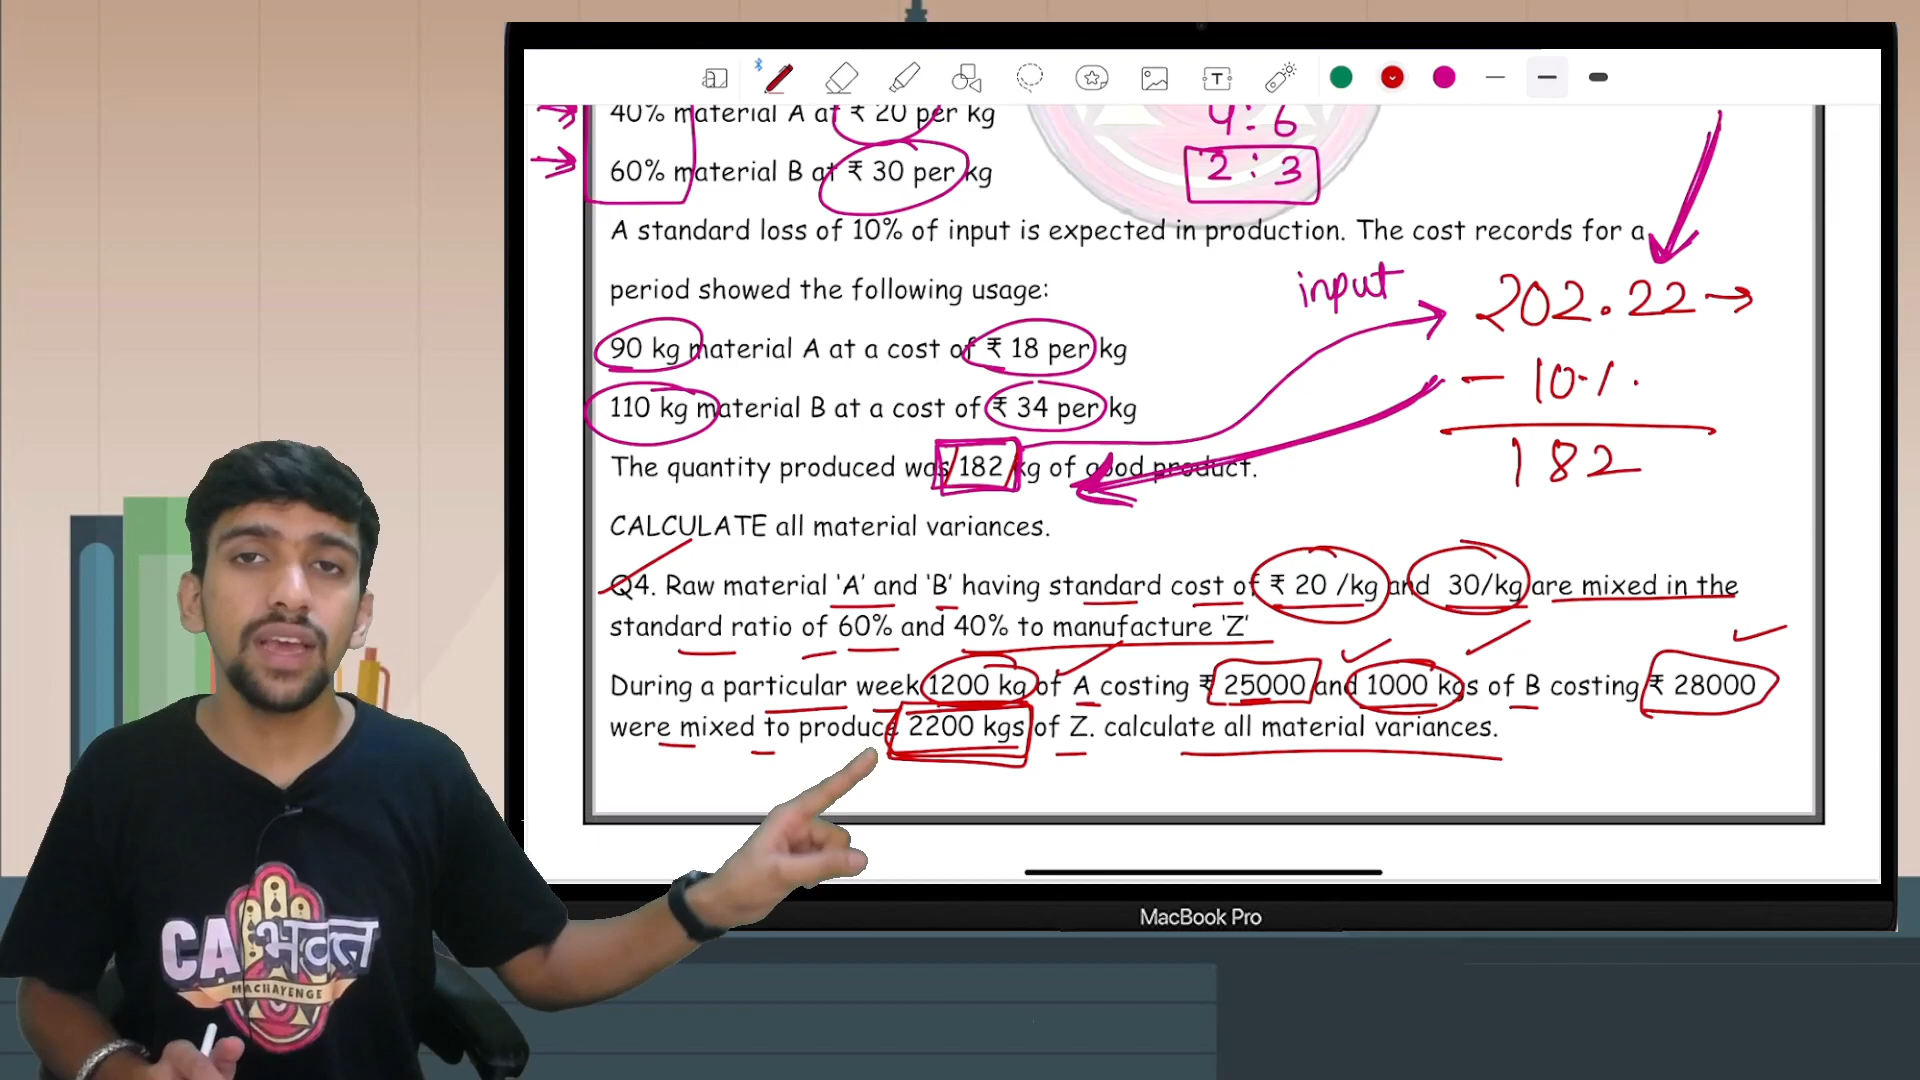 40% material A at ₹ 20 per kg
4:6
60% material B at ₹ 30 per kg
2:3
A standard loss of 10% of input is expected in production. The cost records for a
period showed the following usage:
input
202.22 →
90 kg material A at a cost of ₹ 18 per kg
- 10%
110 kg material B at a cost of ₹ 34 per kg
The quantity produced was 182 kg of good product.
182
CALCULATE all material variances.
Q4. Raw material 'A' and 'B' having standard cost of ₹ 20 /kg and 30/kg are mixed in the
standard ratio of 60% and 40% to manufacture 'Z'
During a particular week 1200 kg of A costing ₹ 25000 and 1000 kgs of B costing ₹ 28000
were mixed to produce 2200 kgs of Z. calculate all material variances.
MacBook Pro
CA भक्त
MACHAYENGE